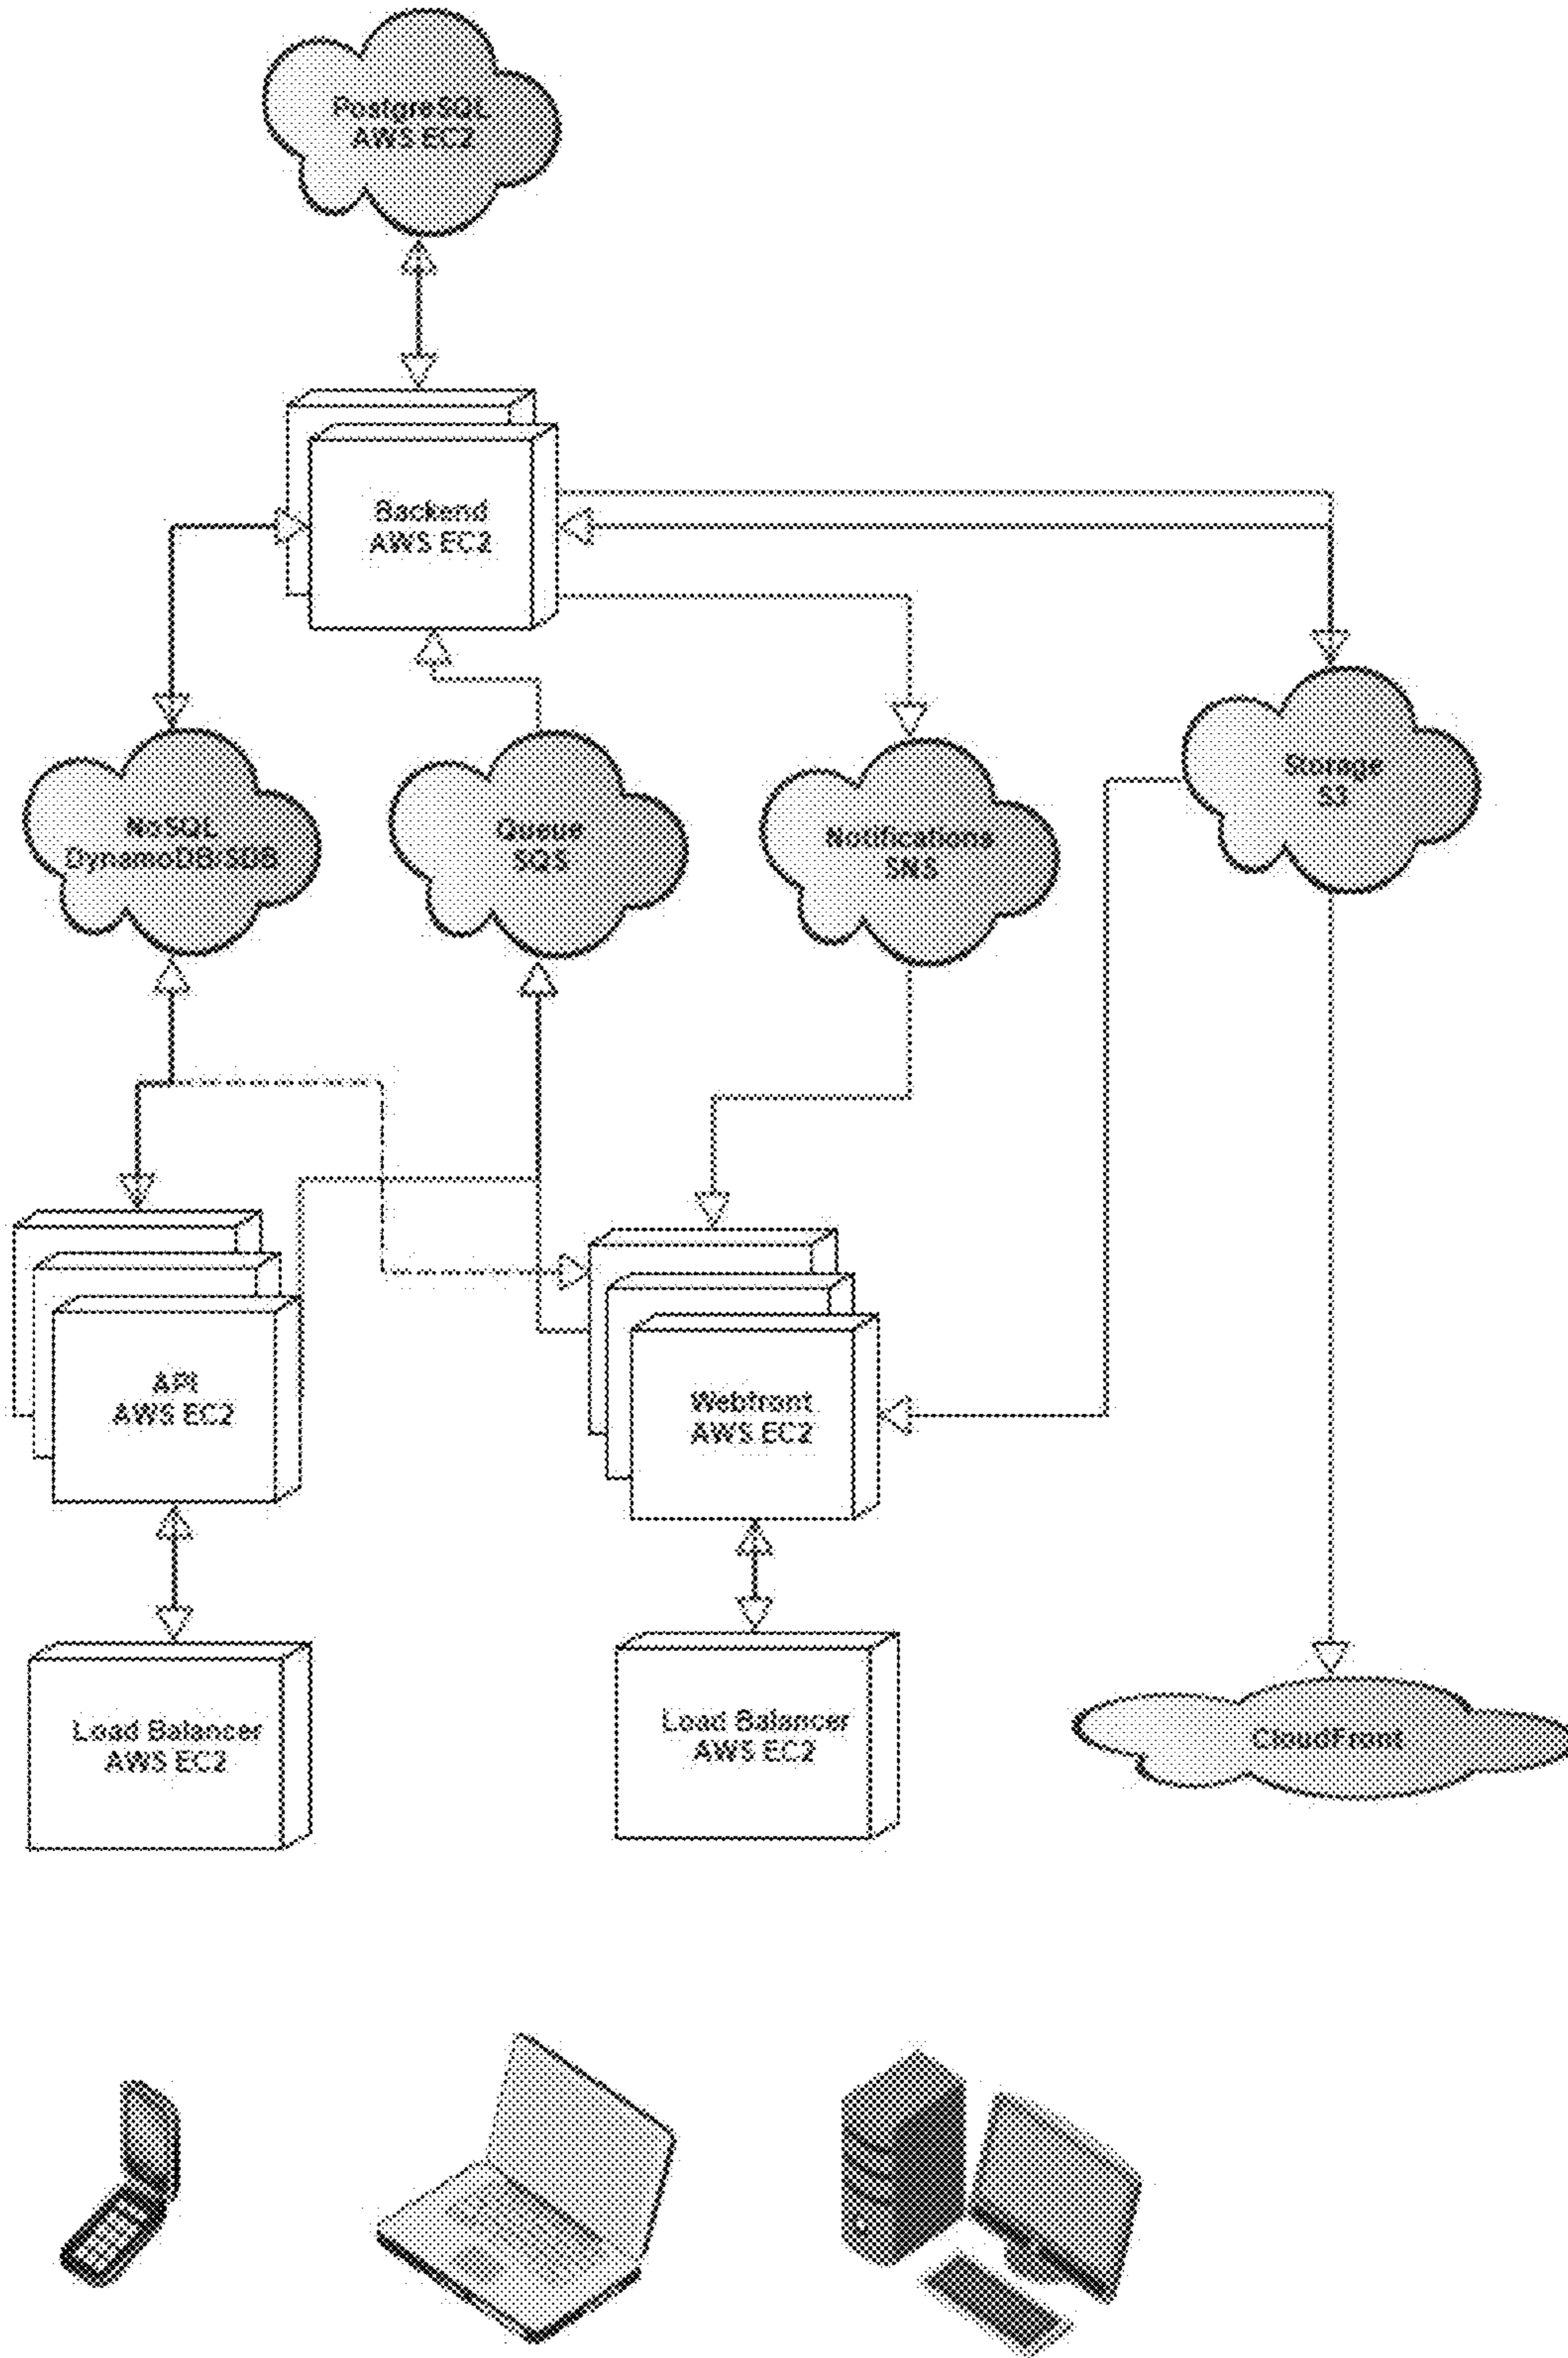 PostgreSQL
AWS EC2
Backend
AWS EC2
Storage
S3
NoSQL
DynamoDB/SDB
Queue
SQS
Notifications
SNS
API
AWS EC2
Webfront
AWS EC2
Load Balancer
AWS EC2
Load Balancer
AWS EC2
CloudFront